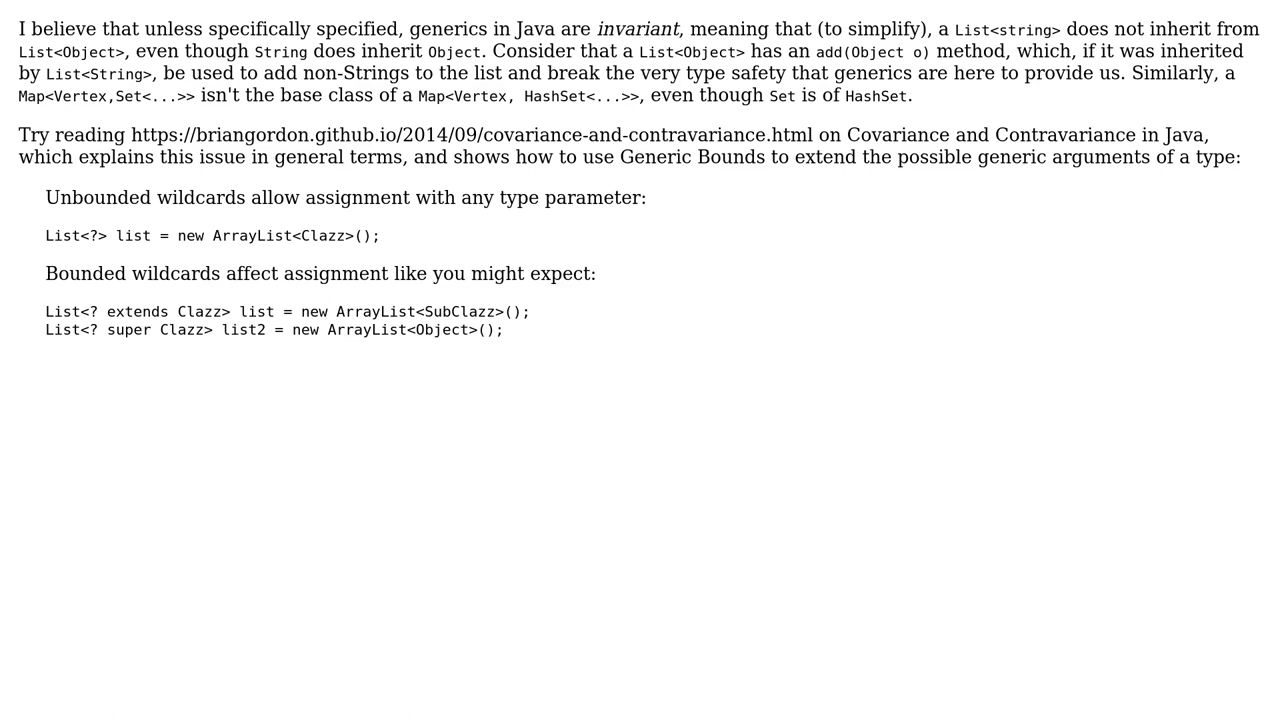 I believe that unless specifically specified, generics in Java are invariant, meaning that (to simplify), a List<string> does not inherit from
List<Object>, even though String does inherit Object. Consider that a List<Object> has an add(Object o) method, which, if it was inherited
by List<String>, be used to add non-Strings to the list and break the very type safety that generics are here to provide us. Similarly, a
Map<Vertex,Set<...>> isn't the base class of a Map<Vertex, HashSet<...>>, even though Set is of HashSet.
Try reading https://briangordon.github.io/2014/09/covariance-and-contravariance.html on Covariance and Contravariance in Java,
which explains this issue in general terms, and shows how to use Generic Bounds to extend the possible generic arguments of a type:
Unbounded wildcards allow assignment with any type parameter:
List<?> list = new ArrayList<Clazz>();
Bounded wildcards affect assignment like you might expect:
List<? extends Clazz> list = new ArrayList<SubClazz>();
List<? super Clazz> list2 = new ArrayList<Object>();